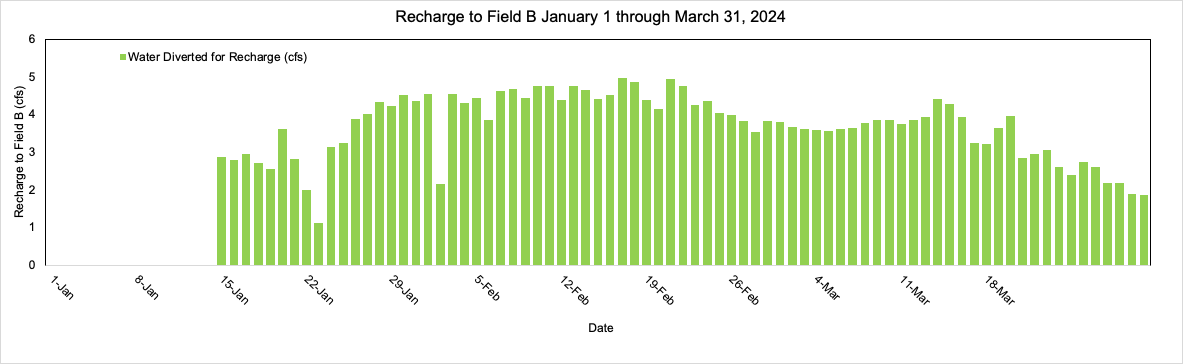 Recharge to Field B January 1 through March 31, 2024
Water Diverted for Recharge (cfs)
Recharge to Field B (cfs)
6
5
4
3
2
1
0
1-Jan
8-Jan
15-Jan
22-Jan
29-Jan
5-Feb
12-Feb
19-Feb
26-Feb
4-Mar
11-Mar
18-Mar
Date